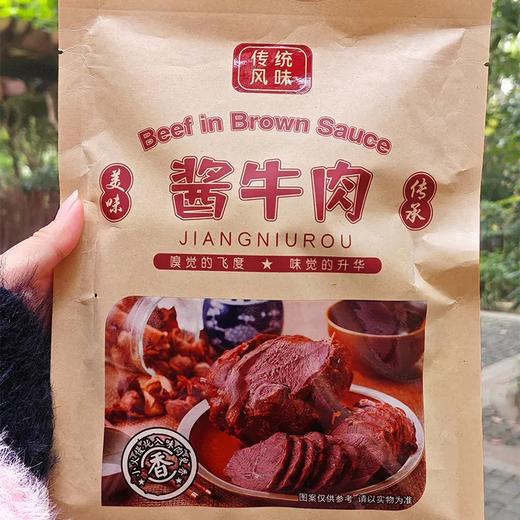 传统
风味
Beef in Brown Sauce
美味
酱牛肉
传承
JIANGNIUROU
嗅觉的飞度 ★ 味觉的升华
香
图案仅供参考 请以实物为准